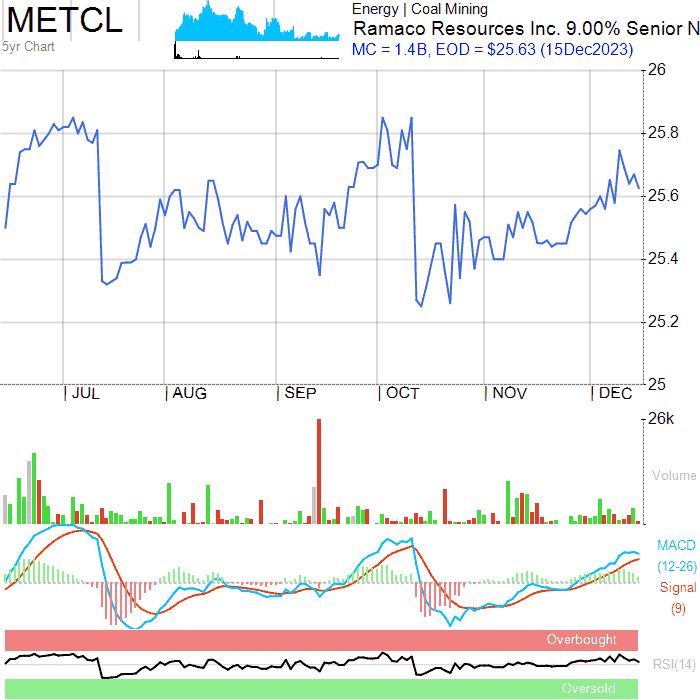 METCL
5yr Chart
Energy | Coal Mining
Ramaco Resources Inc. 9.00% Senior N
MC = 1.4B, EOD = $25.63 (15Dec2023)
26
25.8
25.6
25.4
25.2
25
JUL AUG SEP OCT NOV DEC
26k
Volume
MACD
(12-26)
Signal
(9)
Overbought
RSI(14)
Oversold